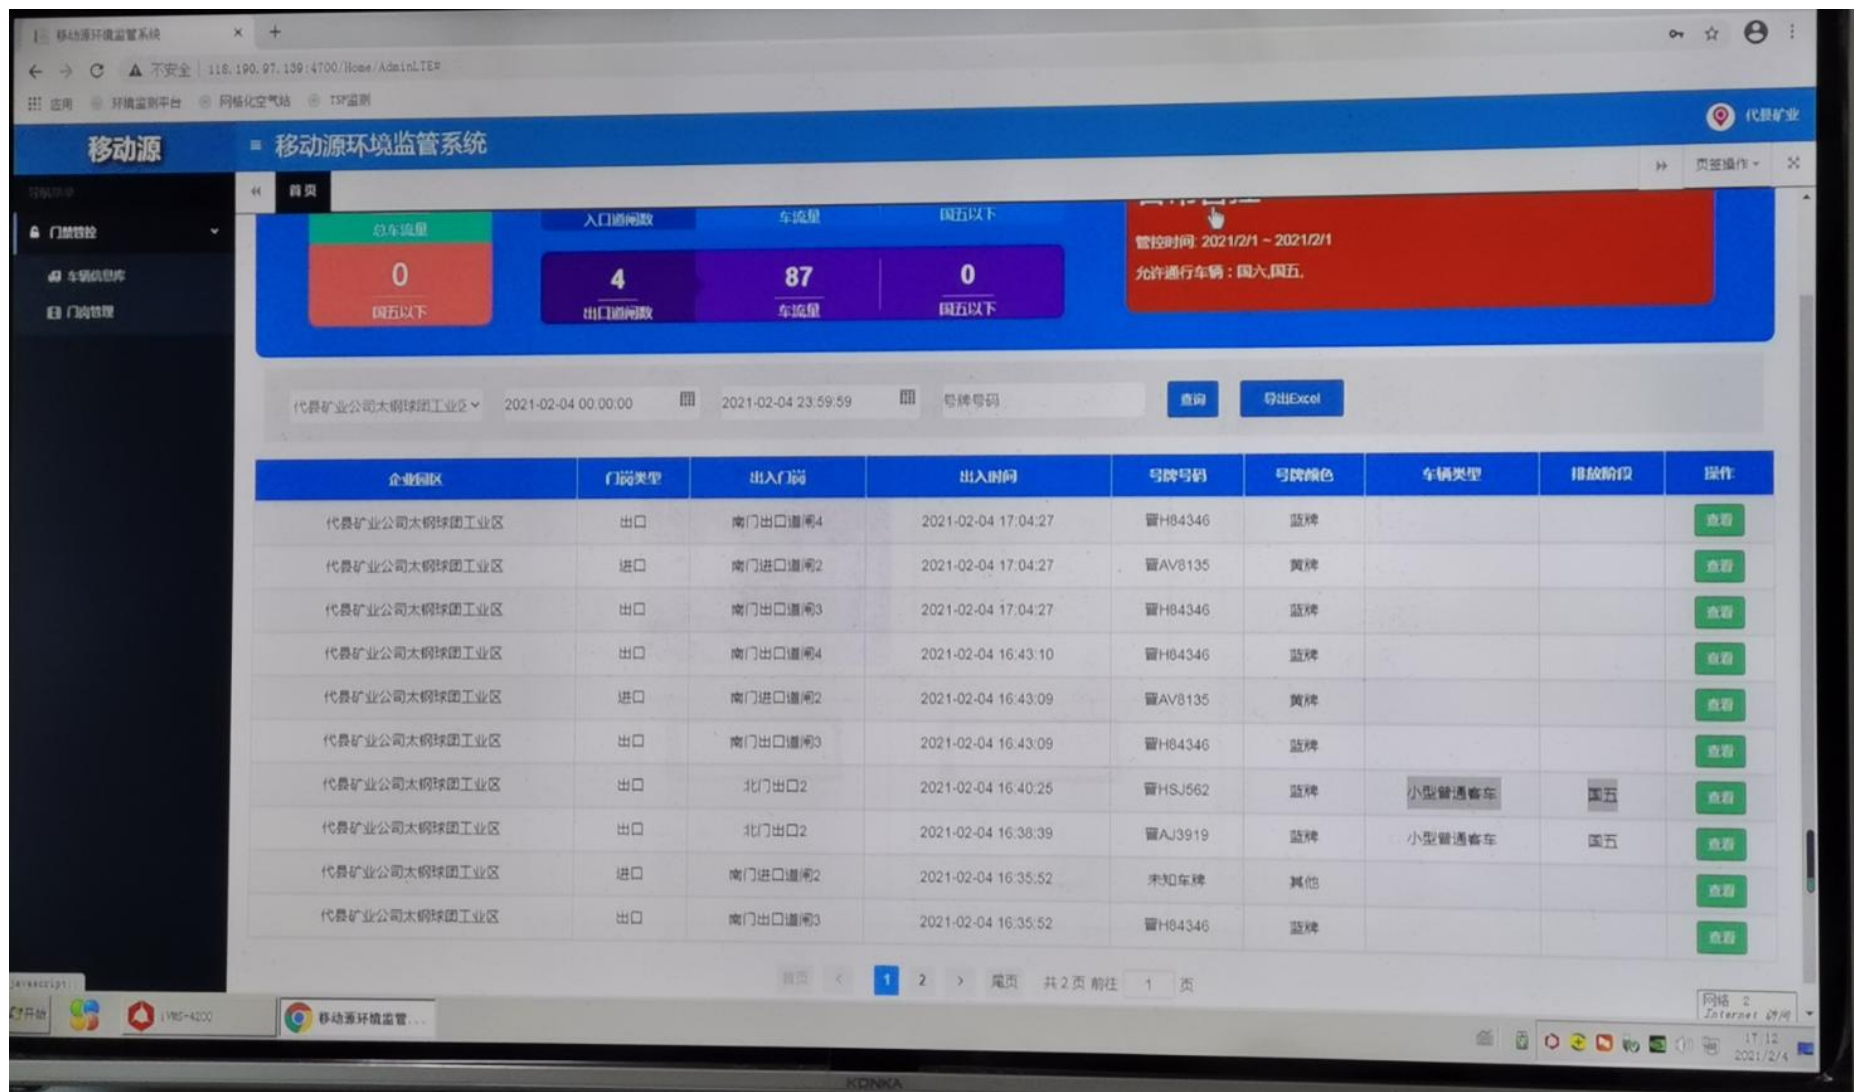 移动源环境监管系统
不安全 118.190.97.139:4700/Home/AdminLTE#
应用 环境监测平台 网格化空气站 TSP监测
移动源 移动源环境监管系统 代县矿业
首页 页签操作
门禁管控
车辆信息库
门岗管理
总车流量 入口道闸数 车流量 国五以下
0 4 87 0
国五以下 出口道闸数 车流量 国五以下
管控时间: 2021/2/1 ~ 2021/2/1
允许通行车辆：国六,国五,
代县矿业公司太钢球团工业区 2021-02-04 00:00:00 2021-02-04 23:59:59 号牌号码 查询 导出Excel
企业园区 门岗类型 出入门岗 出入时间 号牌号码 号牌颜色 车辆类型 排放阶段 操作
代县矿业公司太钢球团工业区 出口 南门出口道闸4 2021-02-04 17:04:27 晋H84346 蓝牌 查看
代县矿业公司太钢球团工业区 进口 南门进口道闸2 2021-02-04 17:04:27 晋AV8135 黄牌 查看
代县矿业公司太钢球团工业区 出口 南门出口道闸3 2021-02-04 17:04:27 晋H84346 蓝牌 查看
代县矿业公司太钢球团工业区 出口 南门出口道闸4 2021-02-04 16:43:10 晋H84346 蓝牌 查看
代县矿业公司太钢球团工业区 进口 南门进口道闸2 2021-02-04 16:43:09 晋AV8135 黄牌 查看
代县矿业公司太钢球团工业区 出口 南门出口道闸3 2021-02-04 16:43:09 晋H84346 蓝牌 查看
代县矿业公司太钢球团工业区 出口 北门出口2 2021-02-04 16:40:25 晋HSJ562 蓝牌 小型普通客车 国五 查看
代县矿业公司太钢球团工业区 出口 北门出口2 2021-02-04 16:38:39 晋AJ3919 蓝牌 小型普通客车 国五 查看
代县矿业公司太钢球团工业区 进口 南门进口道闸2 2021-02-04 16:35:52 未知车牌 其他 查看
代县矿业公司太钢球团工业区 出口 南门出口道闸3 2021-02-04 16:35:52 晋H84346 蓝牌 查看
首页 < 1 2 > 尾页 共2页 前往 1 页
javascript:
网络 2
Internet 访问
开始 iVMS-4200 移动源环境监管...
17:12
2021/2/4
KONKA